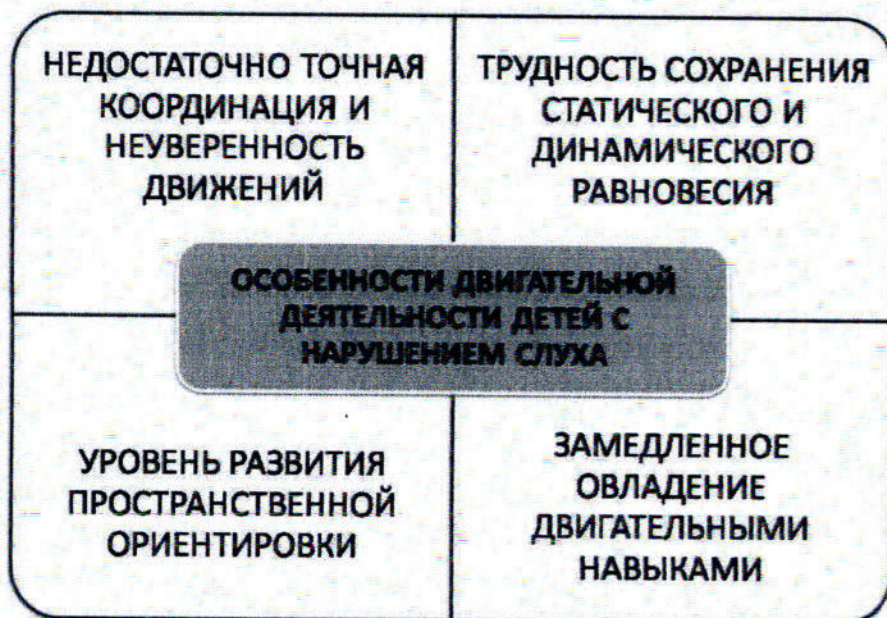 НЕДОСТАТОЧНО ТОЧНАЯ
КООРДИНАЦИЯ И
НЕУВЕРЕННОСТЬ
ДВИЖЕНИЙ
ТРУДНОСТЬ СОХРАНЕНИЯ
СТАТИЧЕСКОГО И
ДИНАМИЧЕСКОГО
РАВНОВЕСИЯ
ОСОБЕННОСТИ ДВИГАТЕЛЬНОЙ
ДЕЯТЕЛЬНОСТИ ДЕТЕЙ С
НАРУШЕНИЕМ СЛУХА
УРОВЕНЬ РАЗВИТИЯ
ПРОСТРАНСТВЕННОЙ
ОРИЕНТИРОВКИ
ЗАМЕДЛЕННОЕ
ОВЛАДЕНИЕ
ДВИГАТЕЛЬНЫМИ
НАВЫКАМИ